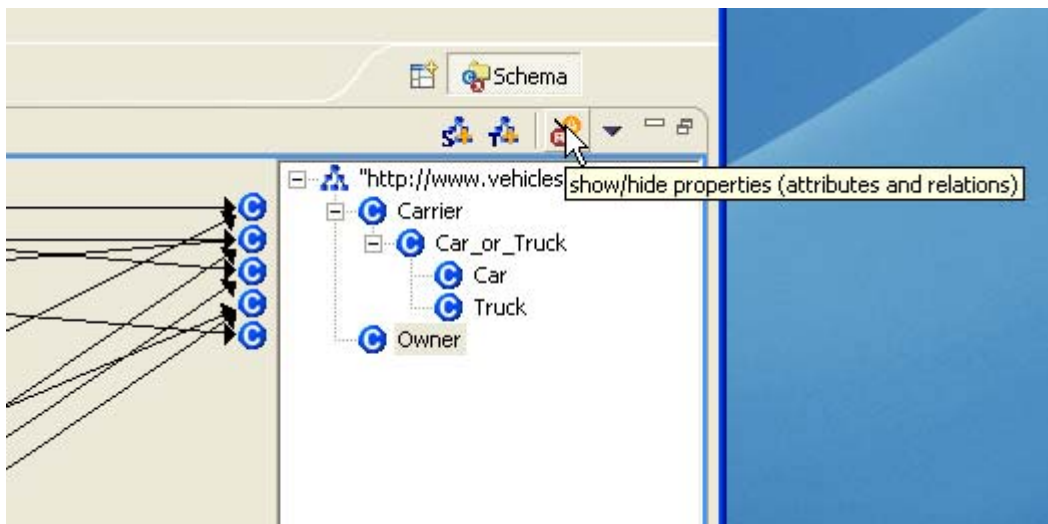 Schema
S T
"http://www.vehicles
show/hide properties (attributes and relations)
C C Carrier
C C Car_or_Truck
C C Car
C C Truck
C C Owner